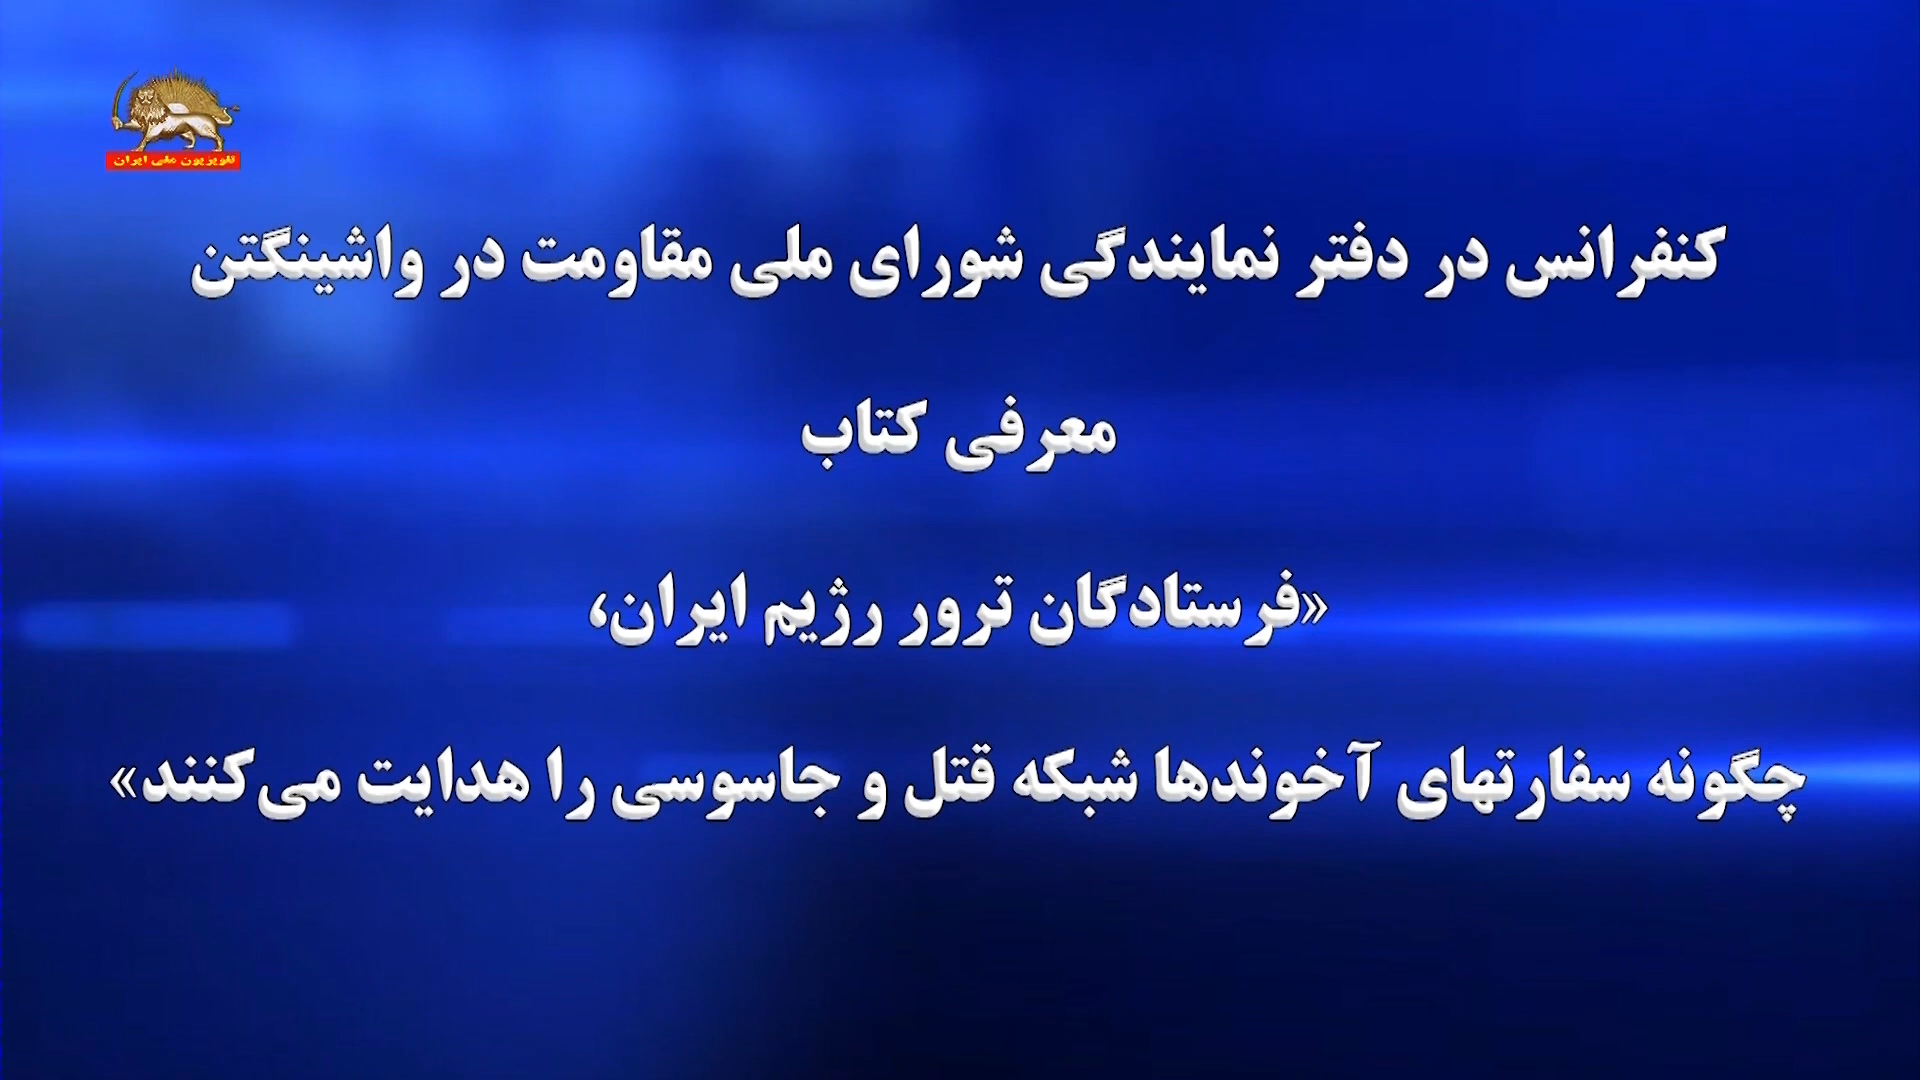 تلویزیون ملی ایران
کنفرانس در دفتر نمایندگی شورای ملی مقاومت در واشینگتن
معرفی کتاب
«فرستادگان ترور رژیم ایران،
چگونه سفارتهای آخوندها شبکه قتل و جاسوسی را هدایت می‌کنند»